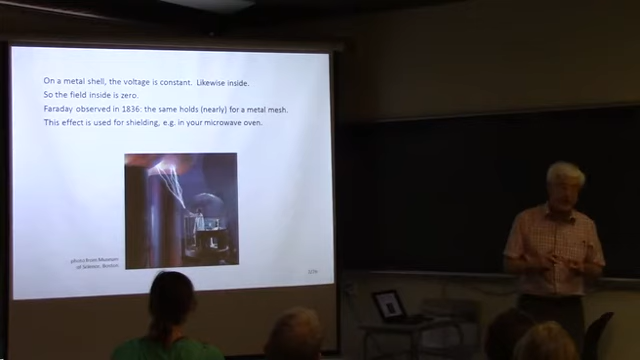 On a metal shell, the voltage is constant. Likewise inside.
So the field inside is zero.
Faraday observed in 1836: the same holds (nearly) for a metal mesh.
This effect is used for shielding, e.g. in your microwave oven.
photo from Museum
of Science, Boston